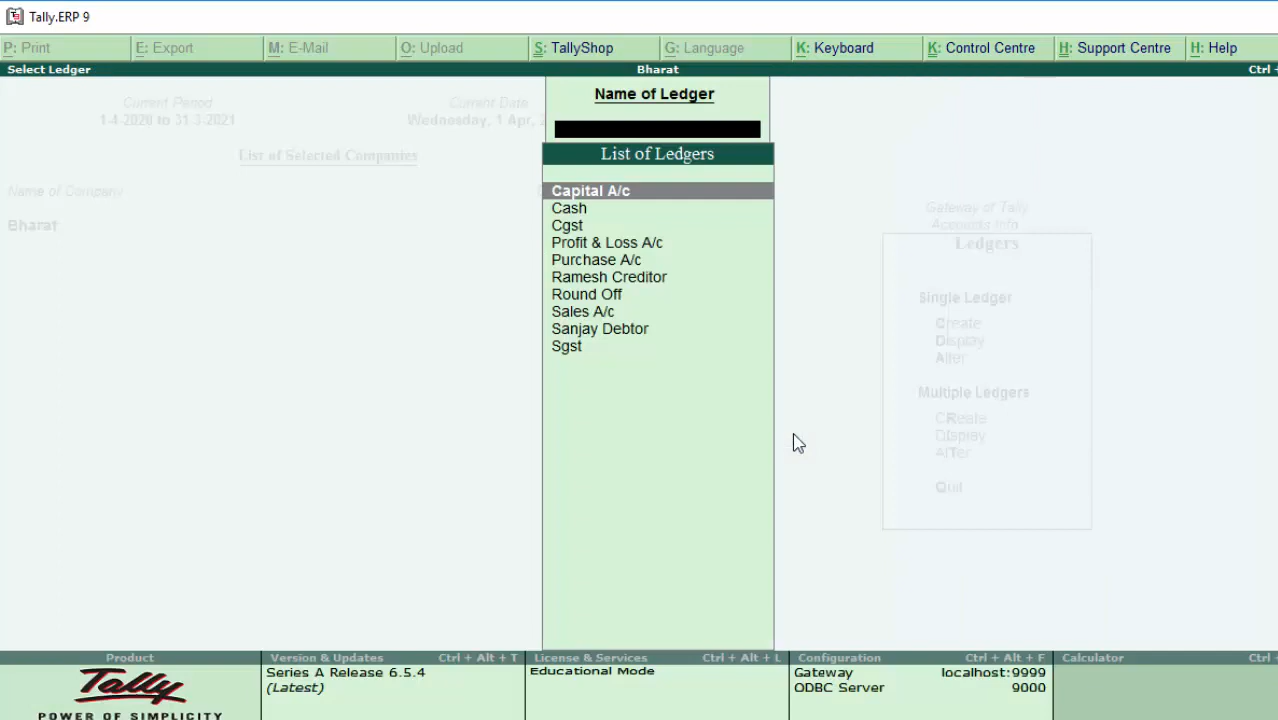 Tally.ERP 9
P: Print E: Export M: E-Mail O: Upload S: TallyShop G: Language K: Keyboard K: Control Centre H: Support Centre H: Help
Select Ledger Bharat Ctrl +
Current Period Current Date
1-4-2020 to 31-3-2021 Wednesday, 1 Apr, 2
List of Selected Companies
Name of Company
Bharat
Name of Ledger
List of Ledgers
Capital A/c
Cash
Cgst
Profit & Loss A/c
Purchase A/c
Ramesh Creditor
Round Off
Sales A/c
Sanjay Debtor
Sgst
Gateway of Tally
Accounts Info.
Ledgers
Single Ledger
Create
Display
Alter
Multiple Ledgers
CReate
DIsplay
AlTer
Quit
Product Version & Updates Ctrl + Alt + T License & Services Ctrl + Alt + L Configuration Ctrl + Alt + F Calculator Ctrl +
Tally
POWER OF SIMPLICITY
Series A Release 6.5.4
(Latest)
Educational Mode
Gateway localhost:9999
ODBC Server 9000